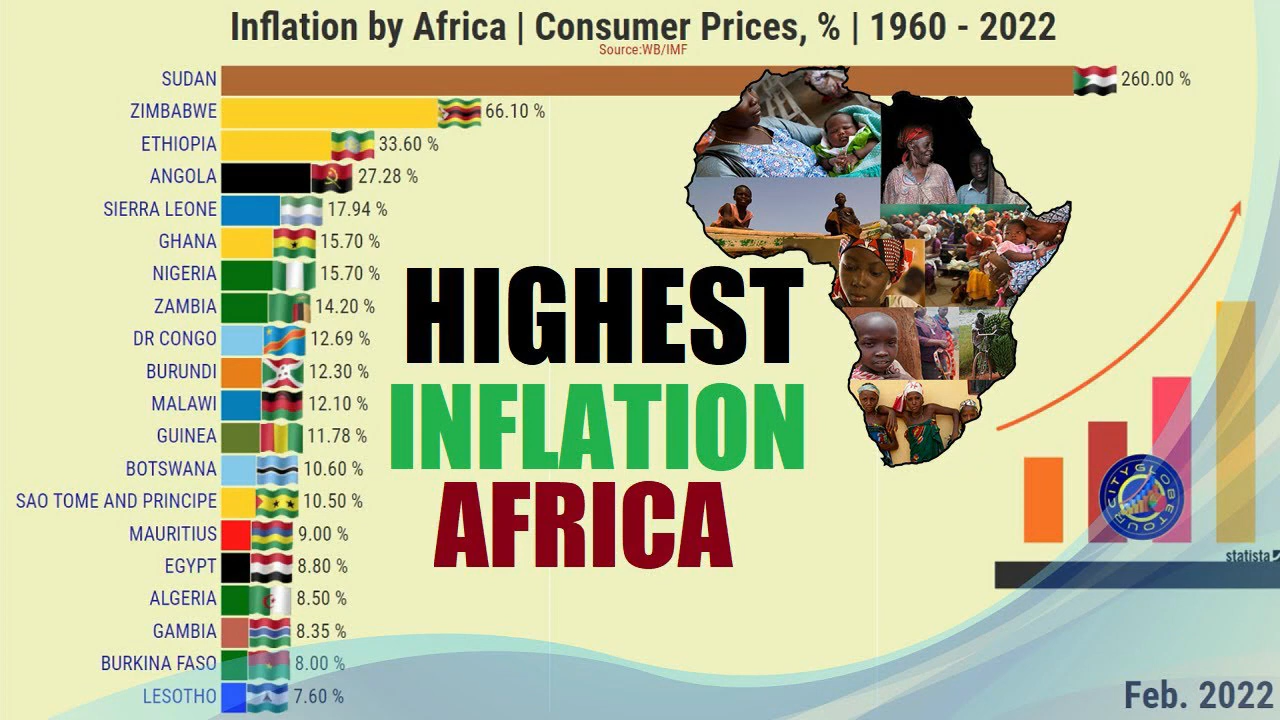 Inflation by Africa | Consumer Prices, % | 1960 - 2022
Source:WB/IMF
SUDAN 260.00 %
ZIMBABWE 66.10 %
ETHIOPIA 33.60 %
ANGOLA 27.28 %
SIERRA LEONE 17.94 %
GHANA 15.70 %
NIGERIA 15.70 %
ZAMBIA 14.20 %
DR CONGO 12.69 %
BURUNDI 12.30 %
MALAWI 12.10 %
GUINEA 11.78 %
BOTSWANA 10.60 %
SAO TOME AND PRINCIPE 10.50 %
MAURITIUS 9.00 %
EGYPT 8.80 %
ALGERIA 8.50 %
GAMBIA 8.35 %
BURKINA FASO 8.00 %
LESOTHO 7.60 %
HIGHEST
INFLATION
AFRICA
CITYGLOBETOUR
statista
Feb. 2022